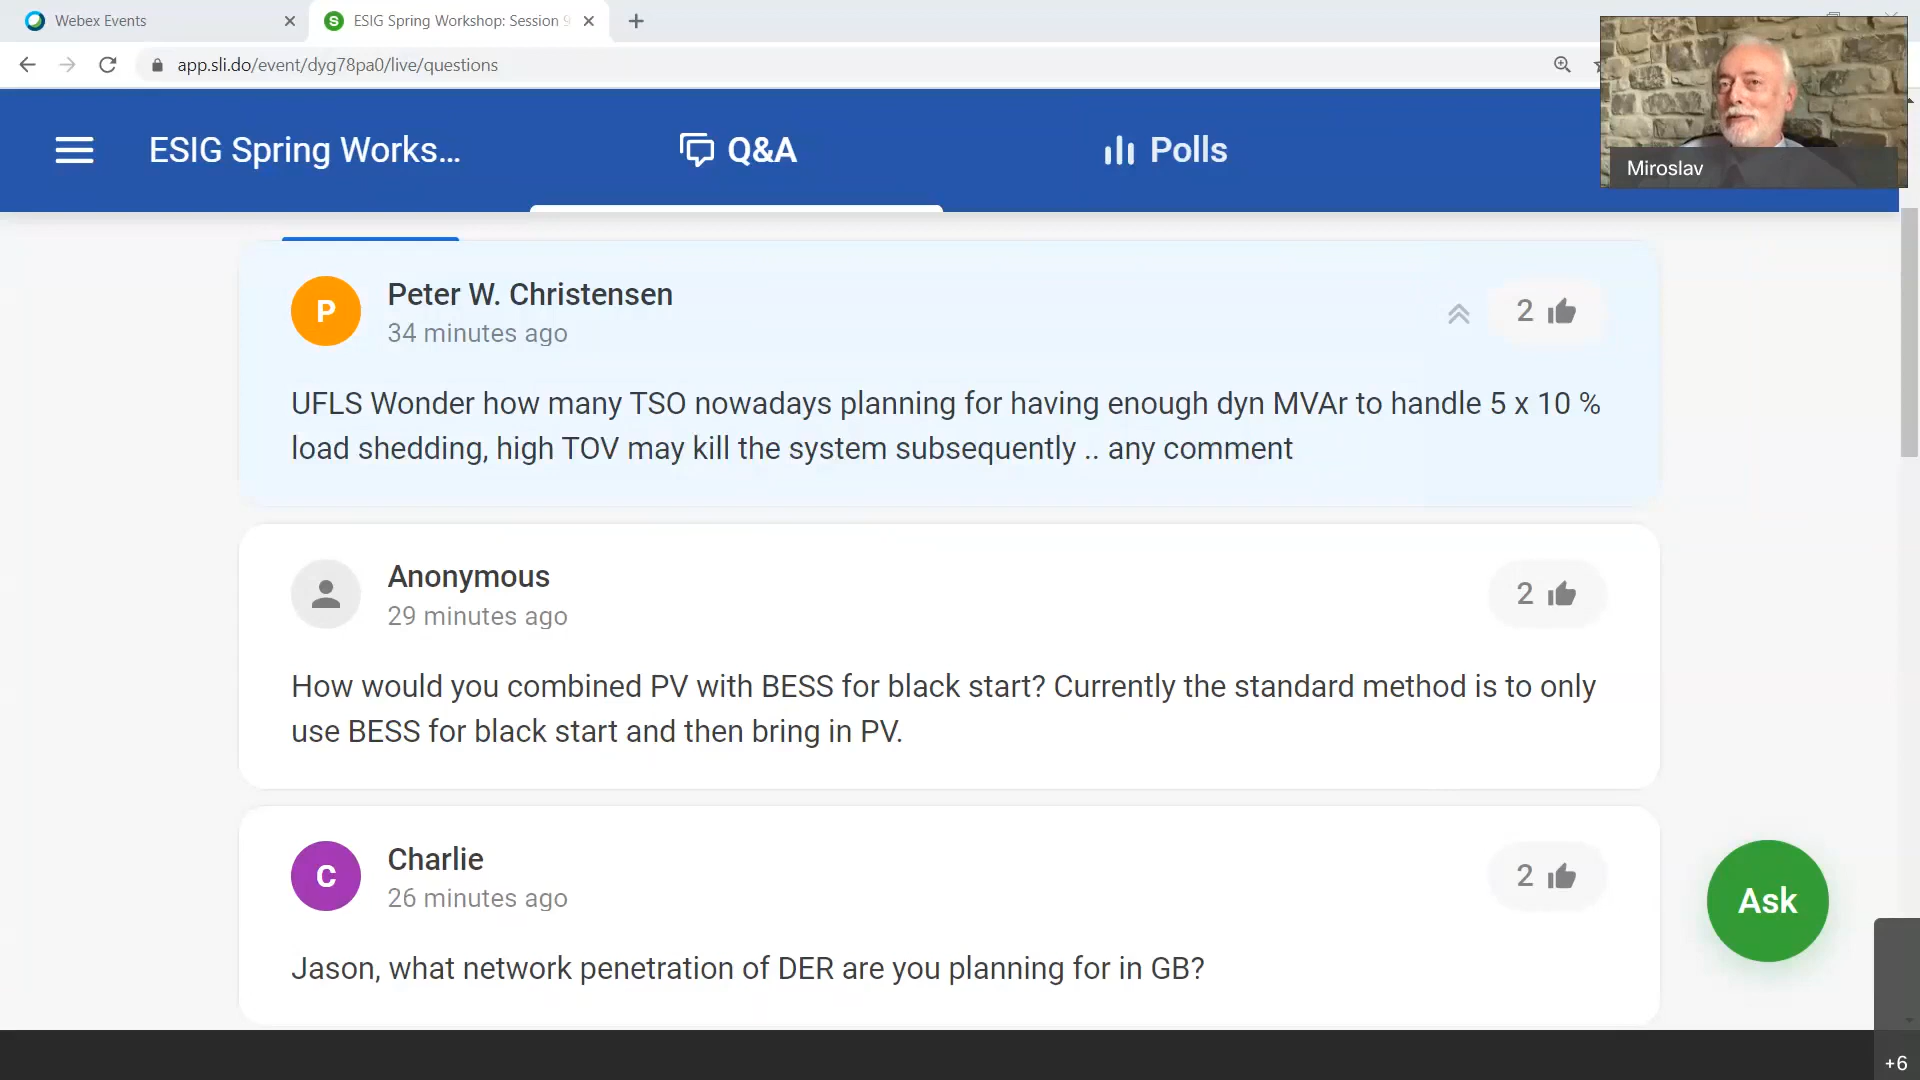 Webex Events
S
ESIG Spring Workshop: Session 9
app.sli.do/event/dyg78pa0/live/questions
ESIG Spring Works...
Q&A
Polls
Miroslav
P
Peter W. Christensen
34 minutes ago
2
UFLS Wonder how many TSO nowadays planning for having enough dyn MVAr to handle 5 x 10 %
load shedding, high TOV may kill the system subsequently .. any comment
Anonymous
29 minutes ago
2
How would you combined PV with BESS for black start? Currently the standard method is to only
use BESS for black start and then bring in PV.
C
Charlie
26 minutes ago
2
Jason, what network penetration of DER are you planning for in GB?
Ask
+6